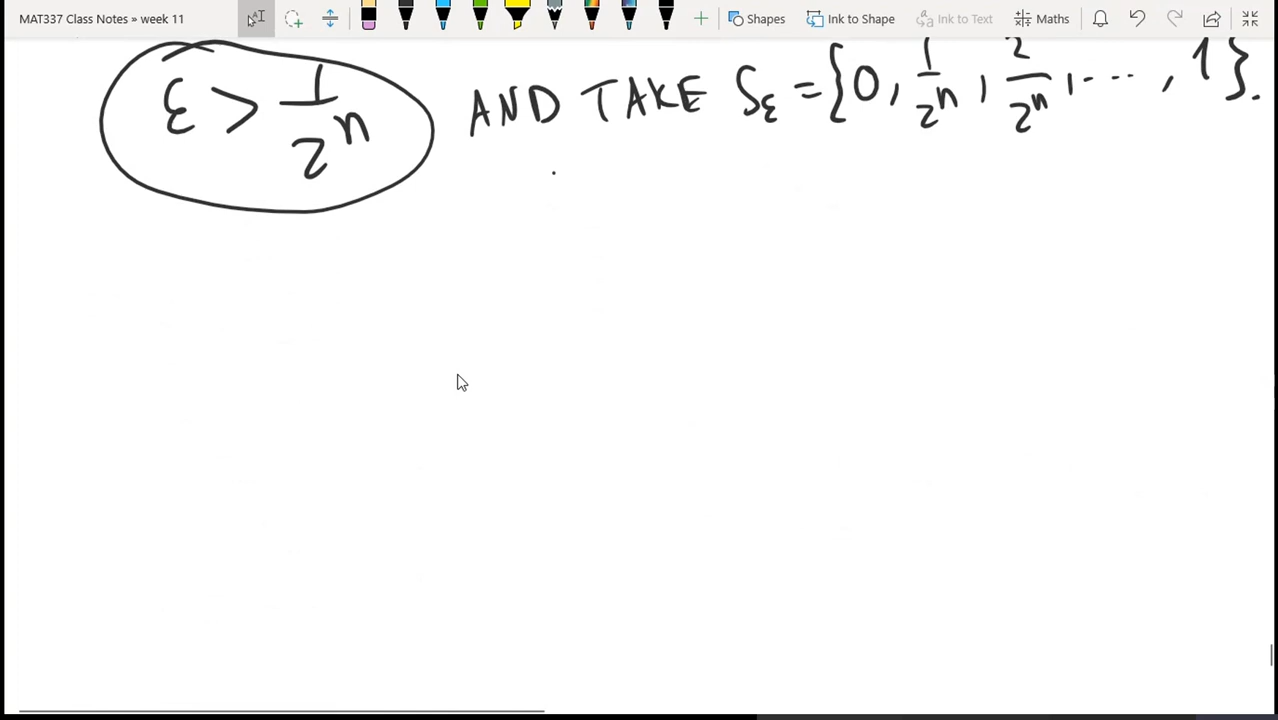 MAT337 Class Notes » week 11
Shapes
Ink to Shape
Ink to Text
Maths
ε > 1/2^n AND TAKE S_ε = {0, 1/2^n, 2/2^n, ..., 1}.